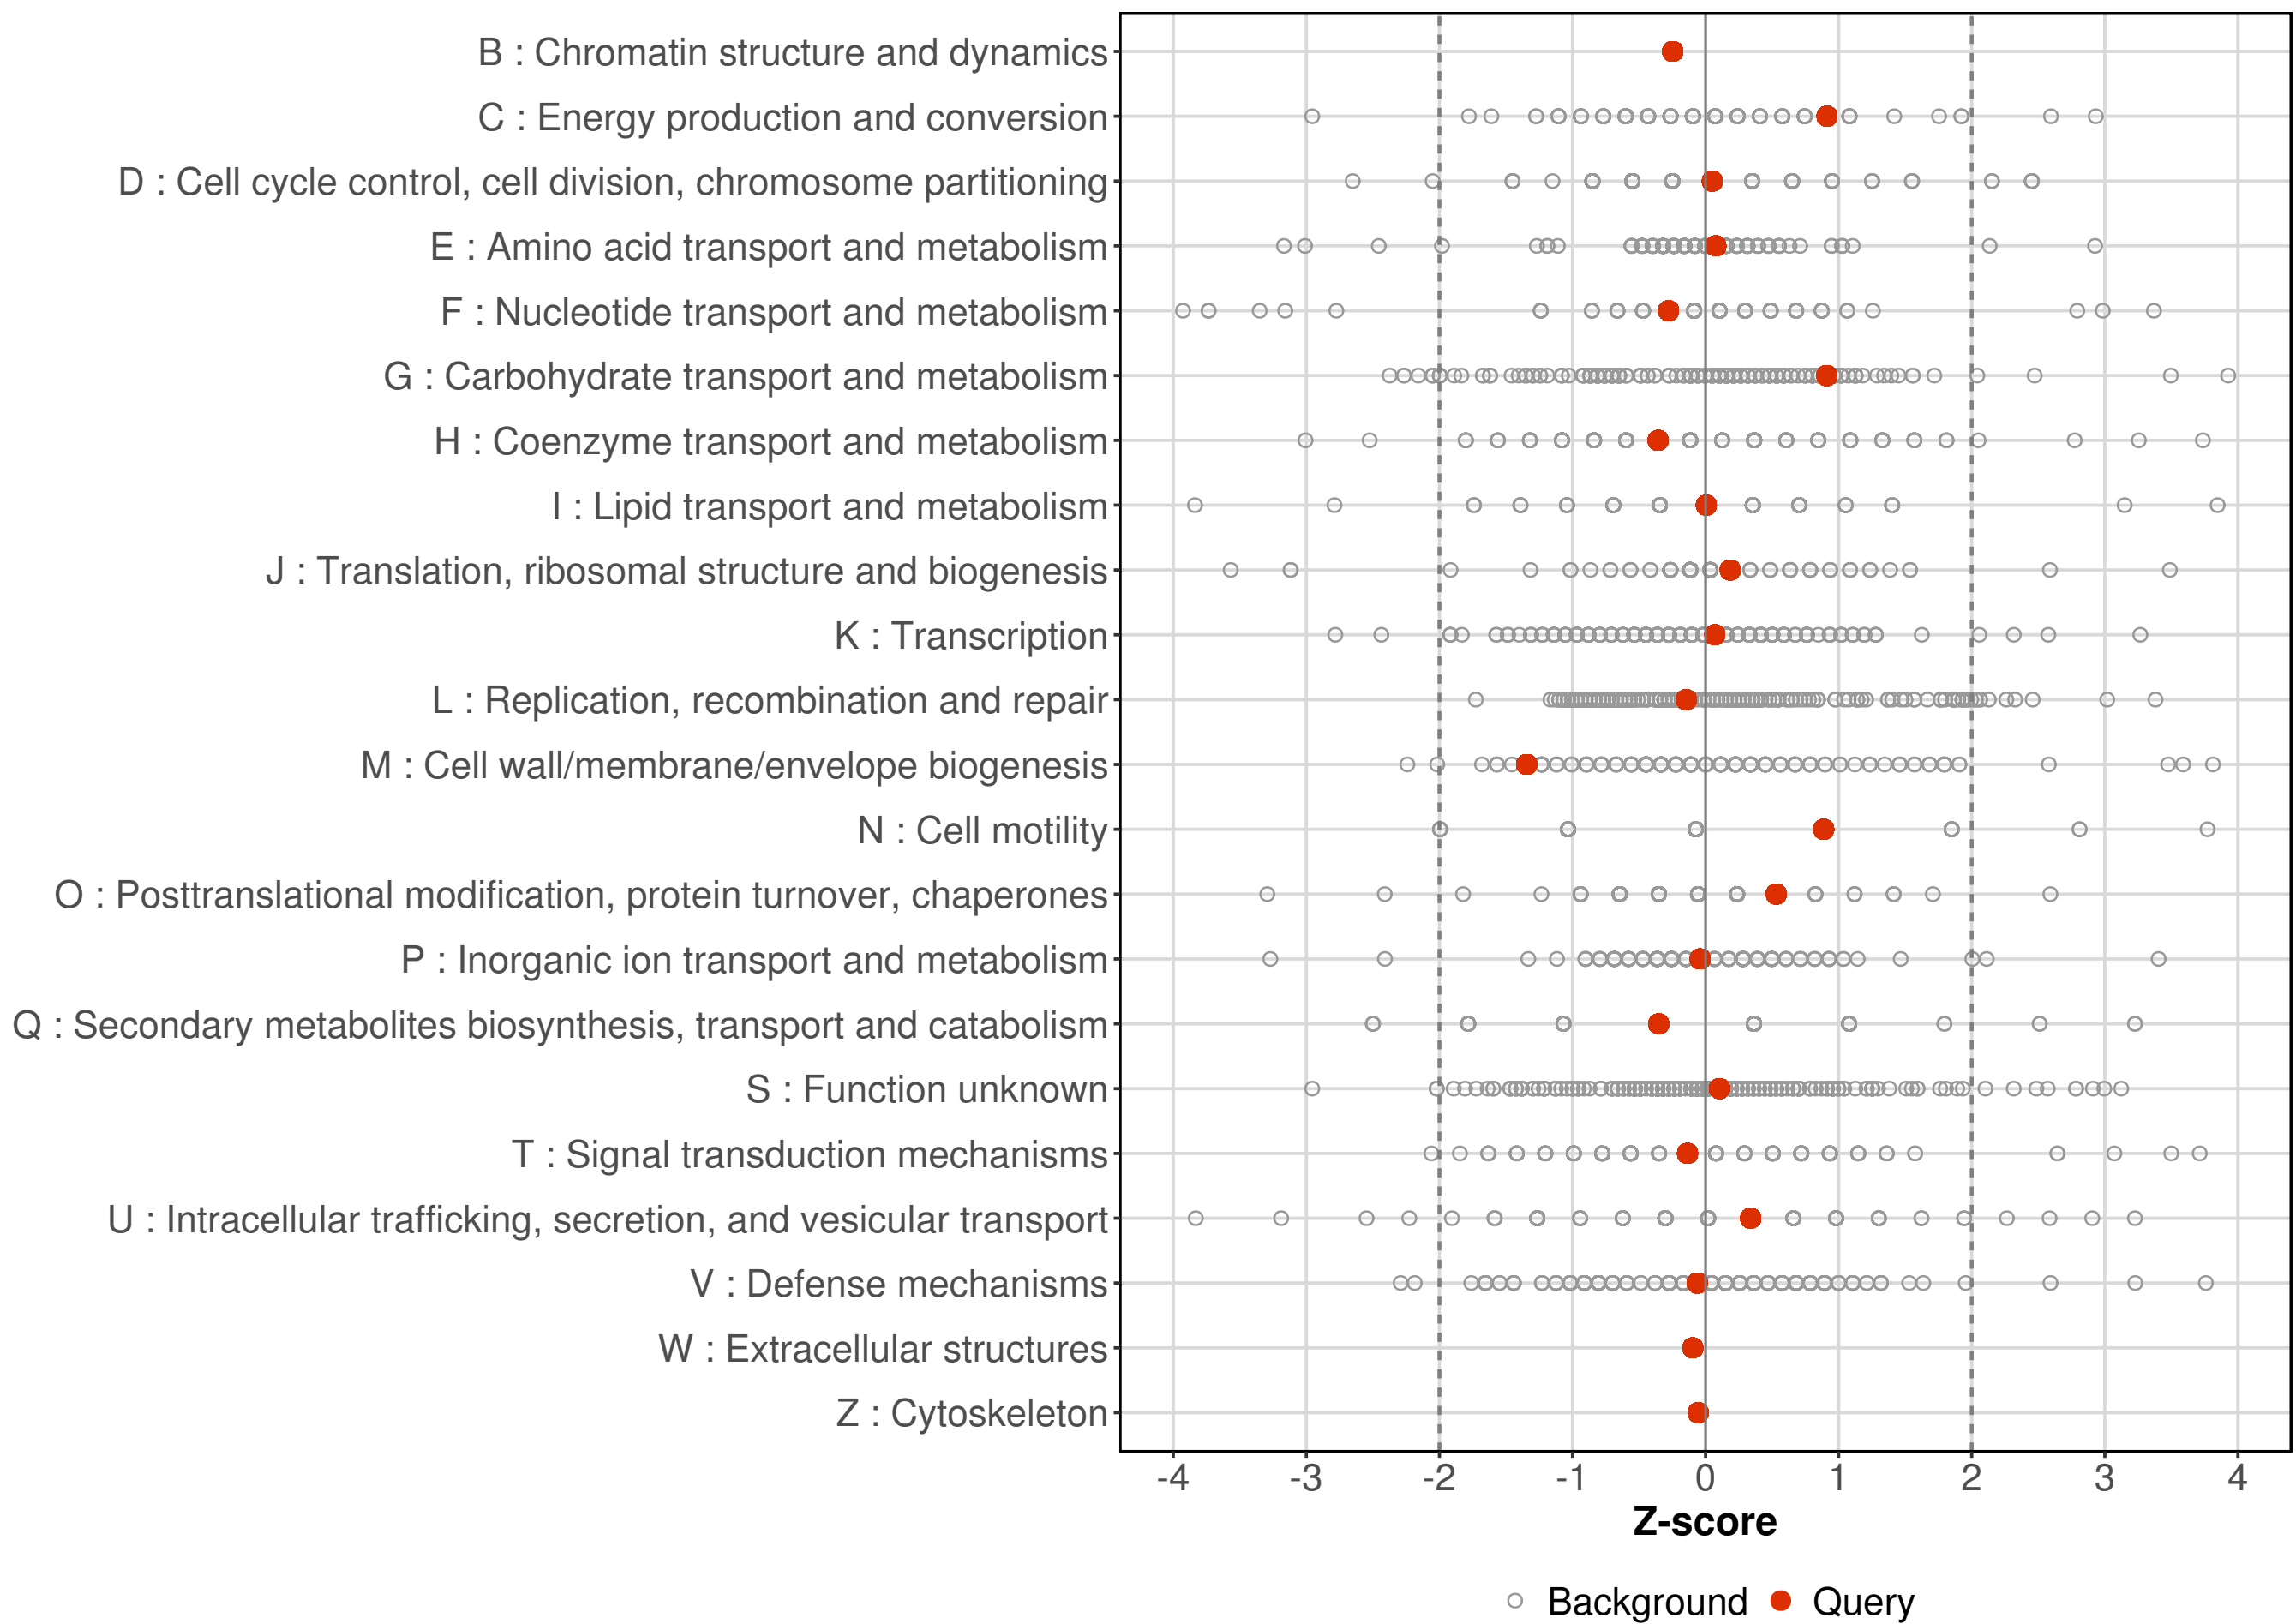 B : Chromatin structure and dynamics
C : Energy production and conversion
D : Cell cycle control, cell division, chromosome partitioning
E : Amino acid transport and metabolism
F : Nucleotide transport and metabolism
G : Carbohydrate transport and metabolism
H : Coenzyme transport and metabolism
I : Lipid transport and metabolism
J : Translation, ribosomal structure and biogenesis
K : Transcription
L : Replication, recombination and repair
M : Cell wall/membrane/envelope biogenesis
N : Cell motility
O : Posttranslational modification, protein turnover, chaperones
P : Inorganic ion transport and metabolism
Q : Secondary metabolites biosynthesis, transport and catabolism
S : Function unknown
T : Signal transduction mechanisms
U : Intracellular trafficking, secretion, and vesicular transport
V : Defense mechanisms
W : Extracellular structures
Z : Cytoskeleton
-4 -3 -2 -1 0 1 2 3 4
Z-score
Background Query